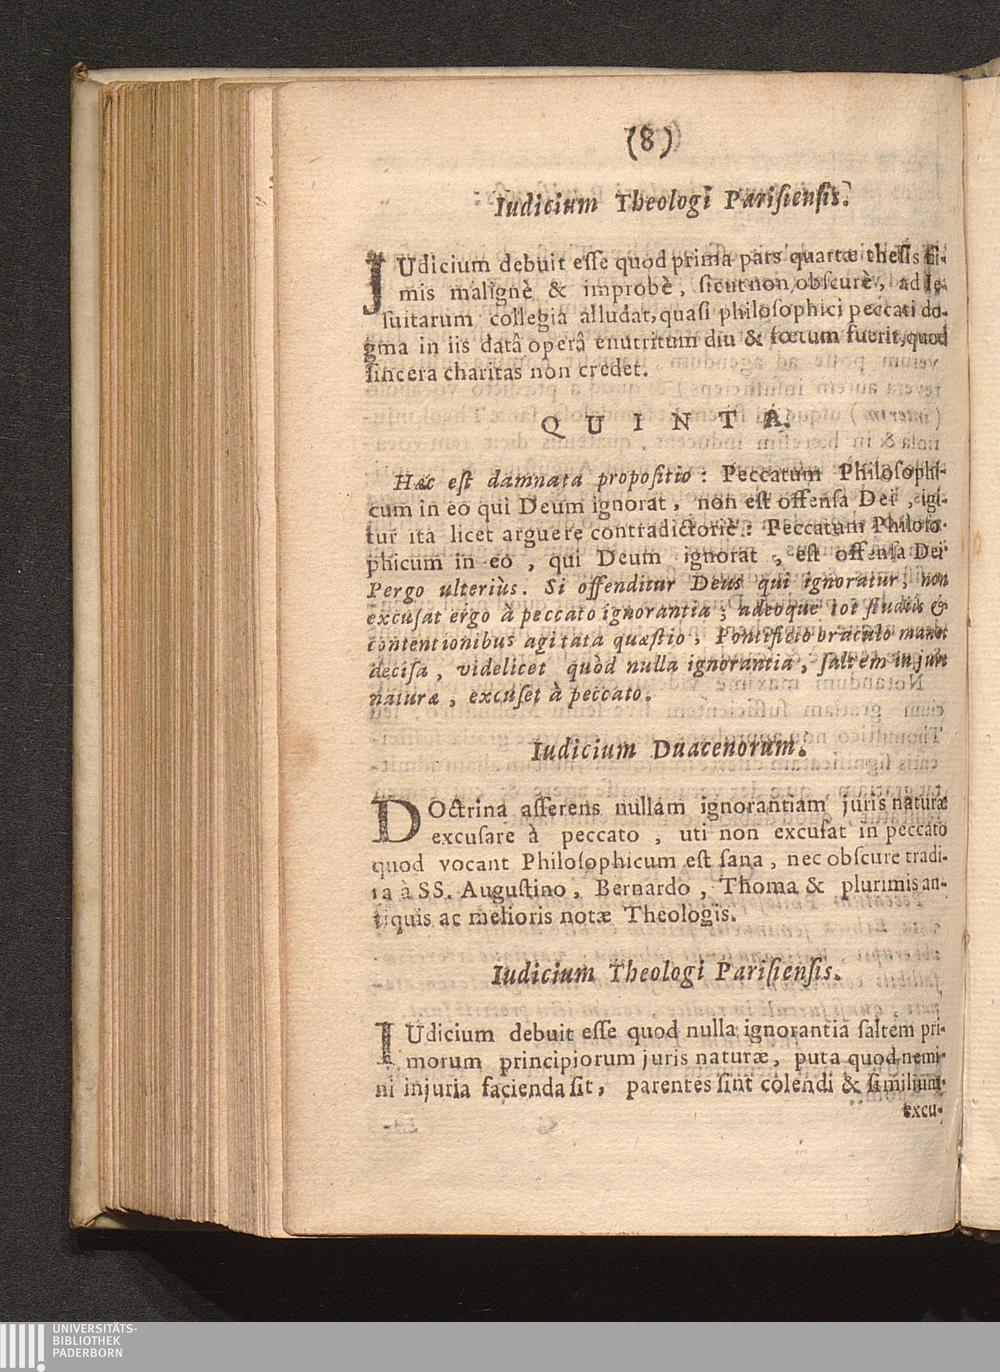 (8)
Iudicium Theologi Parisiensis.
JUdicium debuit esse quod prima pars quartæ thesis ni-
mis malignè & improbè, sicut non obscurè, ad Ie-
suitarum collegia alludat, quasi philosophici peccati do-
gma in iis datâ operâ enutritum diu & fœtum fuerit, quod
sincera charitas non credet.
QUINTA.
Hæc est damnata propositio: Peccatum Philosophi-
cum in eo qui Deum ignorat, non est offensa Dei, igi-
tur ita licet arguere contradictoriè: Peccatum Philoso-
phicum in eo, qui Deum ignorat, est offensa Dei
Pergo ulteriùs. Si offenditur Deus qui ignoratur, non
excusat ergo à peccato ignorantia; adeoque tot studiis &
contentionibus agitata quæstio, Pontificio oraculo manet
decisa, videlicet quòd nulla ignorantia, saltem in jure
naturæ, excuset à peccato.
Iudicium Duacenorum.
DOctrina asserens nullam ignorantiam juris naturæ
excusare à peccato, uti non excusat in peccato
quod vocant Philosophicum est sana, nec obscure tradi-
ta à SS. Augustino, Bernardo, Thoma & plurimis an-
tiquis ac melioris notæ Theologis.
Iudicium Theologi Parisiensis.
IUdicium debuit esse quod nulla ignorantia saltem pri-
morum principiorum juris naturæ, puta quod nemi-
ni injuria facienda sit, parentes sint colendi & similium
excu-
UNIVERSITÄTS-
BIBLIOTHEK
PADERBORN